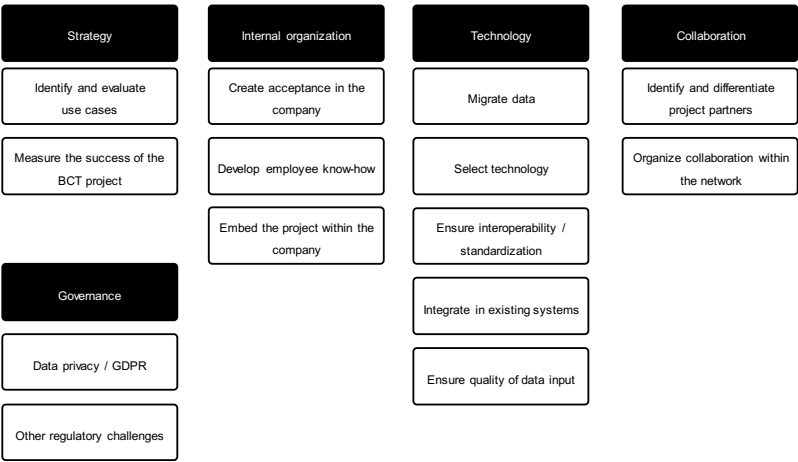 Strategy
Identify and evaluate
use cases
Measure the success of the
BCT project
Governance
Data privacy / GDPR
Other regulatory challenges
Internal organization
Create acceptance in the
company
Develop employee know-how
Embed the project within the
company
Technology
Migrate data
Select technology
Ensure interoperability /
standardization
Integrate in existing systems
Ensure quality of data input
Collaboration
Identify and differentiate
project partners
Organize collaboration within
the network